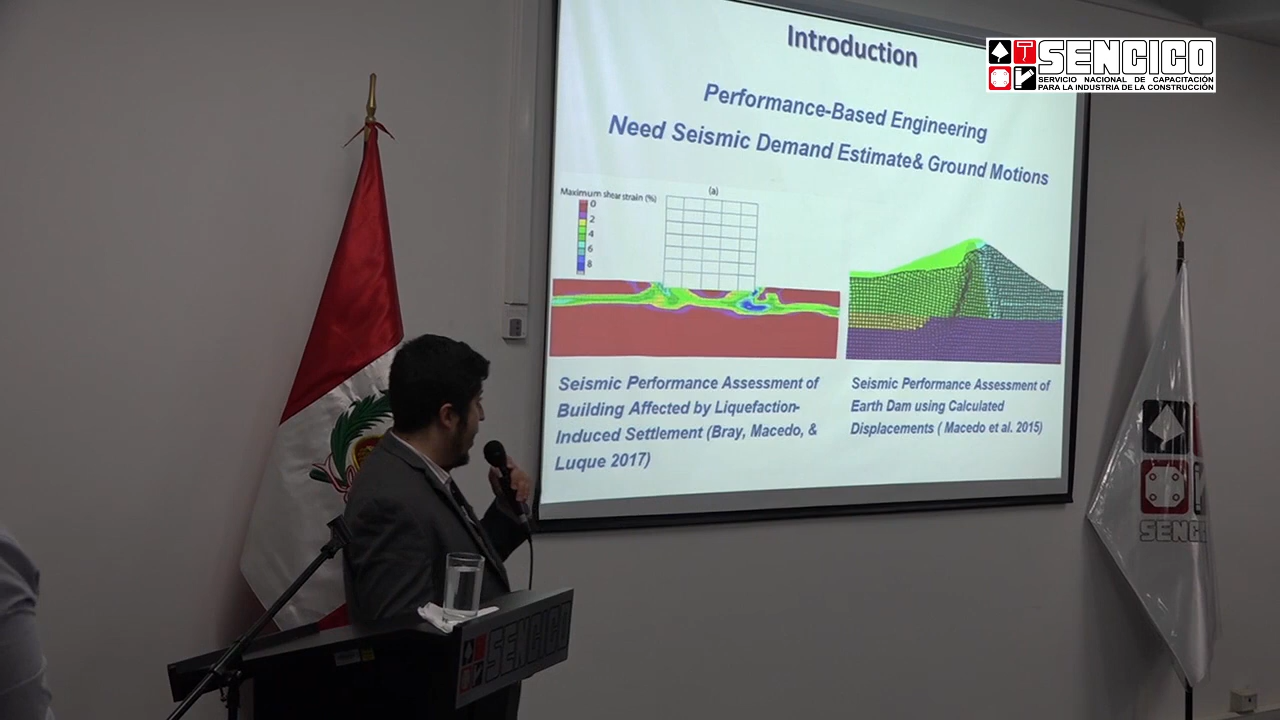 Introduction
SENCICO
SERVICIO NACIONAL DE CAPACITACIÓN
PARA LA INDUSTRIA DE LA CONSTRUCCIÓN
Performance-Based Engineering
Need Seismic Demand Estimate& Ground Motions
Maximum shear strain (%)
0
2
4
6
8
(a)
Seismic Performance Assessment of
Building Affected by Liquefaction-
Induced Settlement (Bray, Macedo, &
Luque 2017)
Seismic Performance Assessment of
Earth Dam using Calculated
Displacements ( Macedo et al. 2015)
SENCICO
SENC